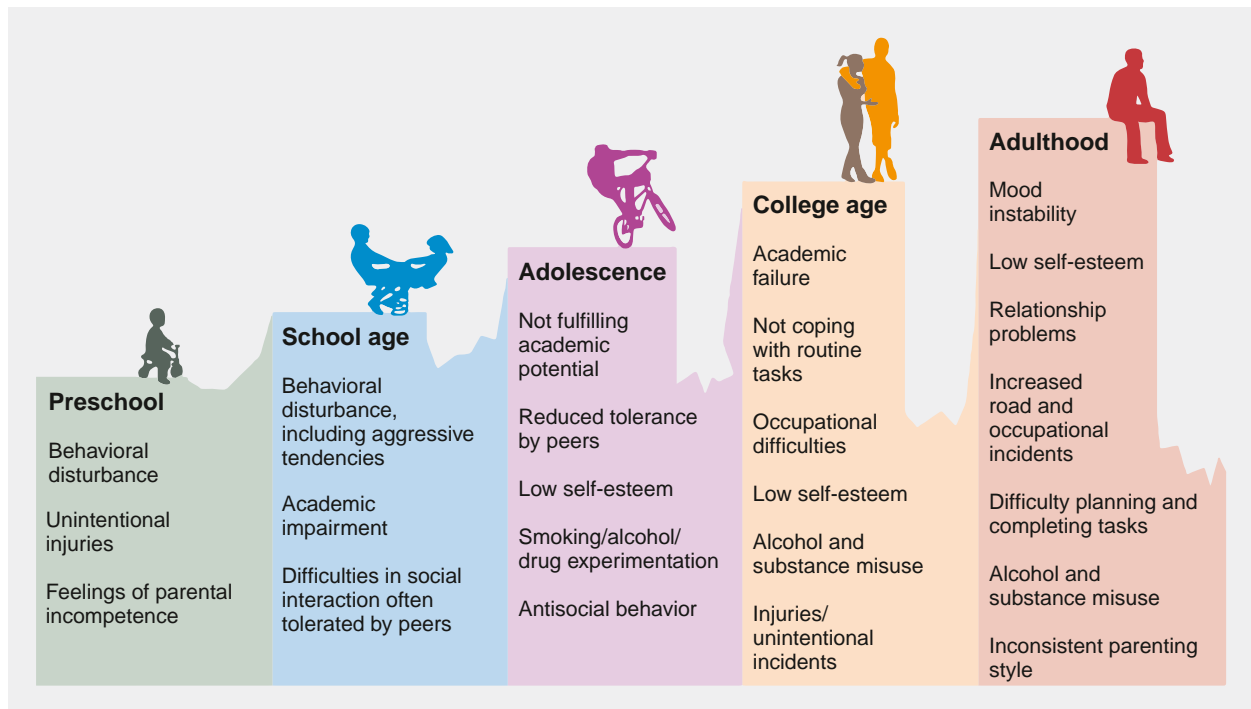 Preschool
Behavioral
disturbance
Unintentional
injuries
Feelings of parental
incompetence
School age
Behavioral
disturbance,
including aggressive
tendencies
Academic
impairment
Difficulties in social
interaction often
tolerated by peers
Adolescence
Not fulfilling
academic
potential
Reduced tolerance
by peers
Low self-esteem
Smoking/alcohol/
drug experimentation
Antisocial behavior
College age
Academic
failure
Not coping
with routine
tasks
Occupational
difficulties
Low self-esteem
Alcohol and
substance misuse
Injuries/
unintentional
incidents
Adulthood
Mood
instability
Low self-esteem
Relationship
problems
Increased
road and
occupational
incidents
Difficulty planning and
completing tasks
Alcohol and
substance misuse
Inconsistent parenting
style